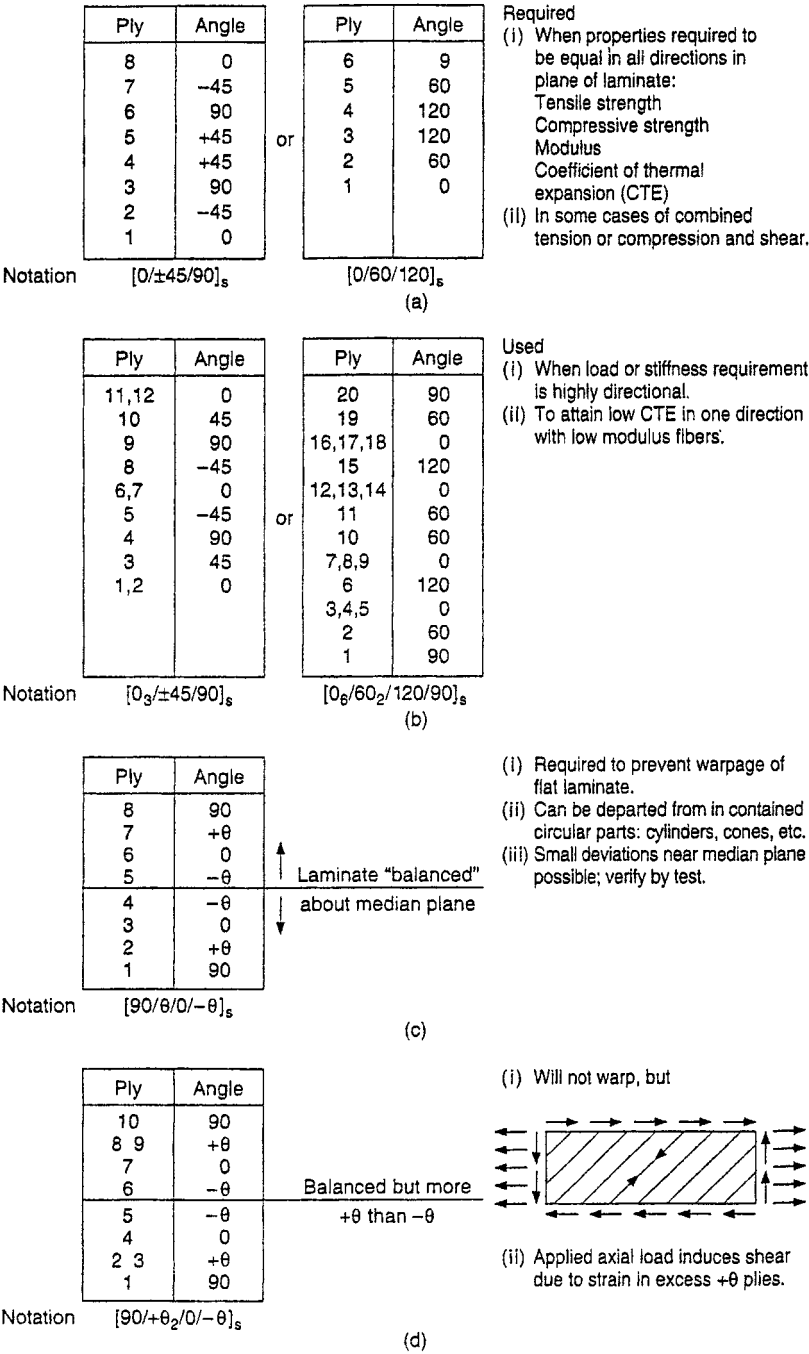 Ply Angle
8 0
7 −45
6 90
5 +45
4 +45
3 90
2 −45
1 0
Notation [0/±45/90]s
or
Ply Angle
6 9
5 60
4 120
3 120
2 60
1 0
[0/60/120]s
Required
(i) When properties required to
be equal in all directions in
plane of laminate:
Tensile strength
Compressive strength
Modulus
Coefficient of thermal
expansion (CTE)
(ii) In some cases of combined
tension or compression and shear.
(a)
Ply Angle
11,12 0
10 45
9 90
8 −45
6,7 0
5 −45
4 90
3 45
1,2 0
Notation [0₃/±45/90]s
or
Ply Angle
20 90
19 60
16,17,18 0
15 120
12,13,14 0
11 60
10 60
7,8,9 0
6 120
3,4,5 0
2 60
1 90
[0₆/60₂/120/90]s
Used
(i) When load or stiffness requirement
is highly directional.
(ii) To attain low CTE in one direction
with low modulus fibers.
(b)
Ply Angle
8 90
7 +θ
6 0
5 −θ
4 −θ
3 0
2 +θ
1 90
Notation [90/θ/0/−θ]s
Laminate “balanced”
about median plane
(i) Required to prevent warpage of
flat laminate.
(ii) Can be departed from in contained
circular parts: cylinders, cones, etc.
(iii) Small deviations near median plane
possible; verify by test.
(c)
Ply Angle
10 90
8 9 +θ
7 0
6 −θ
5 −θ
4 0
2 3 +θ
1 90
Notation [90/+θ₂/0/−θ]s
Balanced but more
+θ than −θ
(i) Will not warp, but
(ii) Applied axial load induces shear
due to strain in excess +θ plies.
(d)